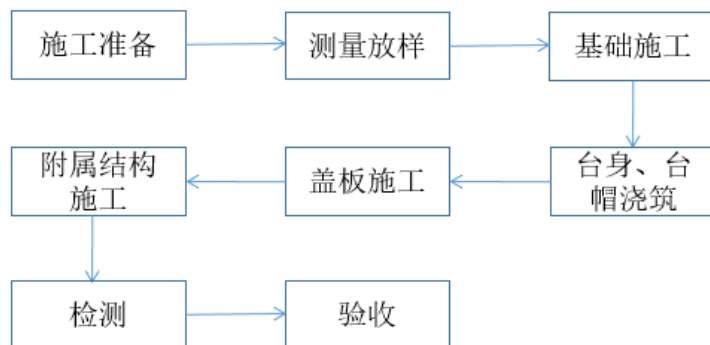 施工准备
测量放样
基础施工
台身、台
帽浇筑
盖板施工
附属结构
施工
检测
验收